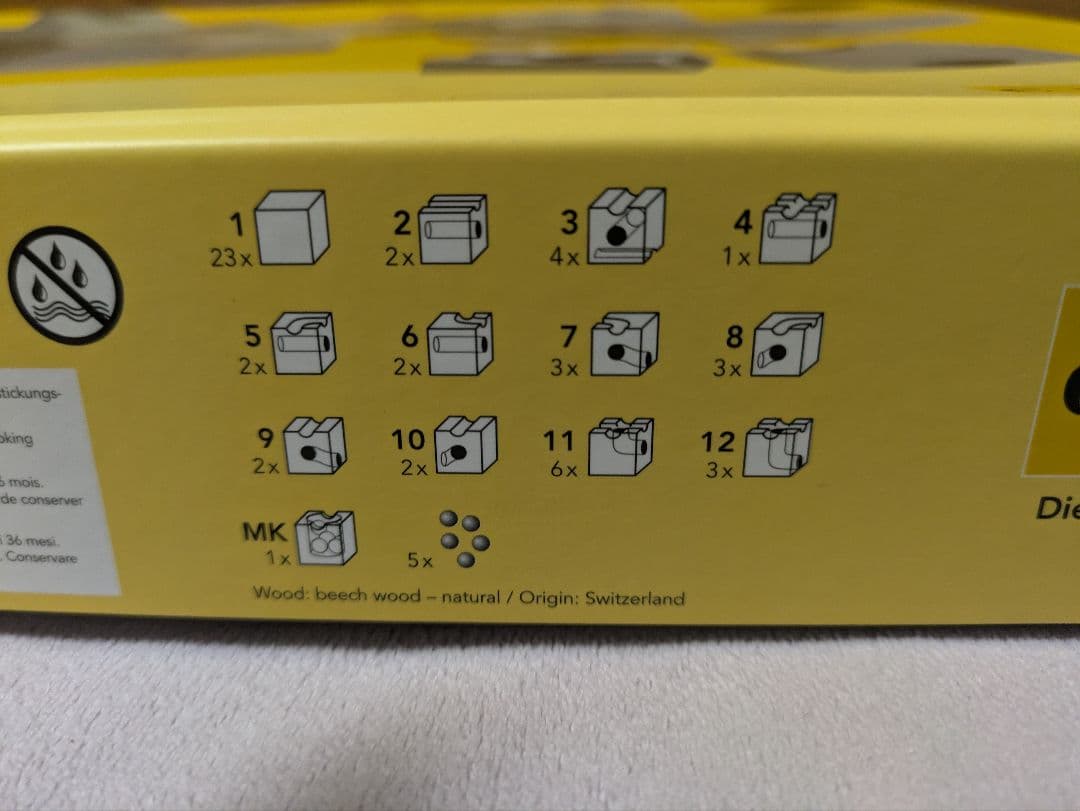 1 2 3 4
23x 2x 4x 1x
5 6 7 8
2x 2x 3x 3x
9 10 11 12
2x 2x 6x 3x
MK
1x 5x
Wood: beech wood – natural / Origin: Switzerland
tickungs-
oking
mois.
de conserver
i 36 mesi.
Conservare
Die